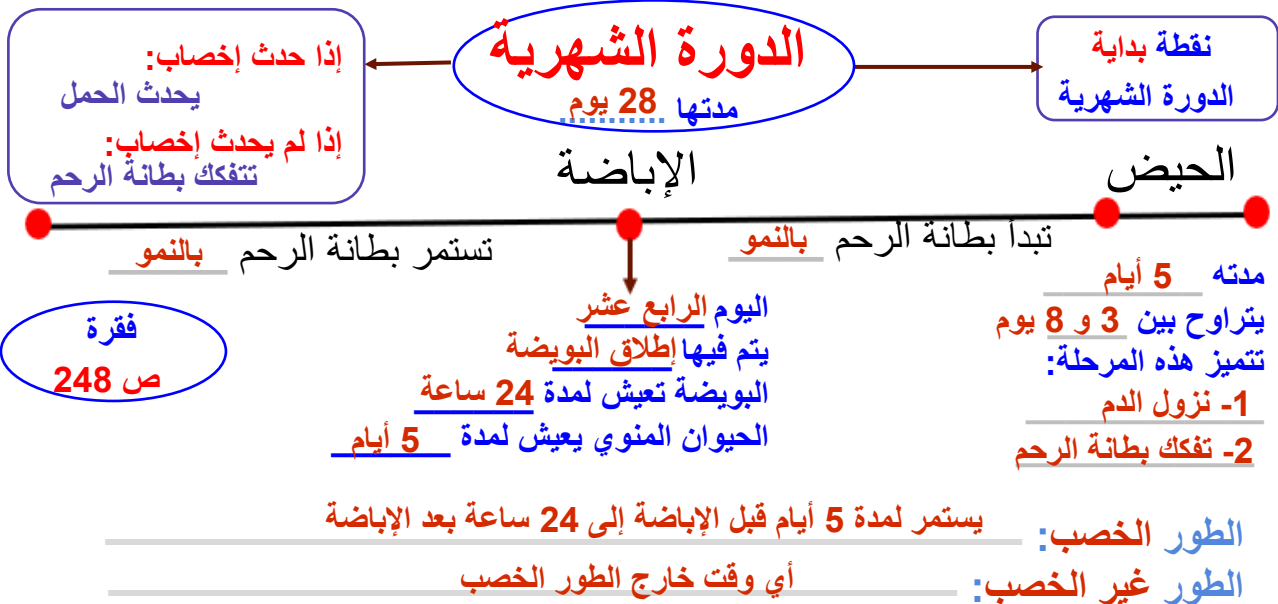 الدورة الشهرية
مدتها 28 يوم
نقطة بداية
الدورة الشهرية
إذا حدث إخصاب:
يحدث الحمل
إذا لم يحدث إخصاب:
تتفكك بطانة الرحم
الحيض
الإباضة
تبدأ بطانة الرحم بالنمو
تستمر بطانة الرحم بالنمو
مدته 5 أيام
يتراوح بين 3 و 8 يوم
تتميز هذه المرحلة:
1- نزول الدم
2- تفكك بطانة الرحم
اليوم الرابع عشر
يتم فيها إطلاق البويضة
البويضة تعيش لمدة 24 ساعة
الحيوان المنوي يعيش لمدة 5 أيام
فقرة
ص 248
الطور الخصب: يستمر لمدة 5 أيام قبل الإباضة إلى 24 ساعة بعد الإباضة
الطور غير الخصب: أي وقت خارج الطور الخصب